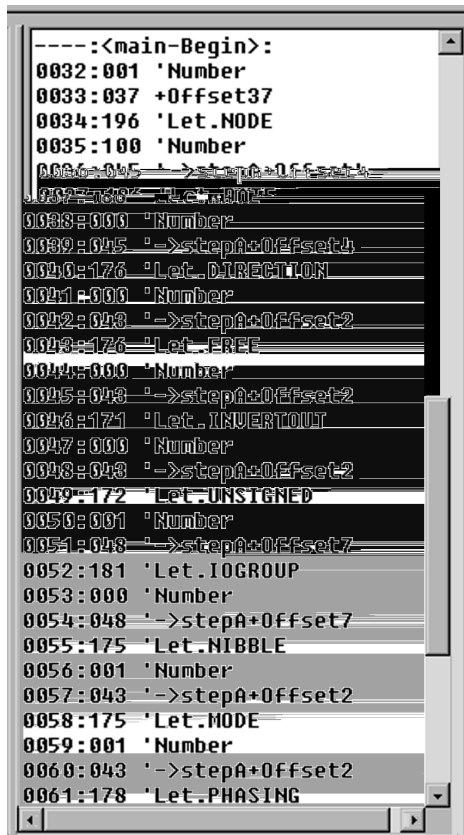 ----:<main-Begin>:
0032:001 'Number
0033:037 +Offset37
0034:196 'Let.NODE
0035:100 'Number
0036:045 '->stepA+Offset4
0038:000 'Number
0039:045 '->stepA+Offset4
0040:176 'Let.DIRECTION
0041:000 'Number
0042:043 '->stepA+Offset2
0043:176 'Let.FREE
0044:000 'Number
0045:043 '->stepA+Offset2
0046:171 'Let.INVERTOUT
0047:000 'Number
0048:043 '->stepA+Offset2
0049:172 'Let.UNSIGNED
0050:001 'Number
0051:048 '->stepA+Offset7
0052:181 'Let.IOGROUP
0053:000 'Number
0054:048 '->stepA+Offset7
0055:175 'Let.NIBBLE
0056:001 'Number
0057:043 '->stepA+Offset2
0058:175 'Let.MODE
0059:001 'Number
0060:043 '->stepA+Offset2
0061:178 'Let.PHASING